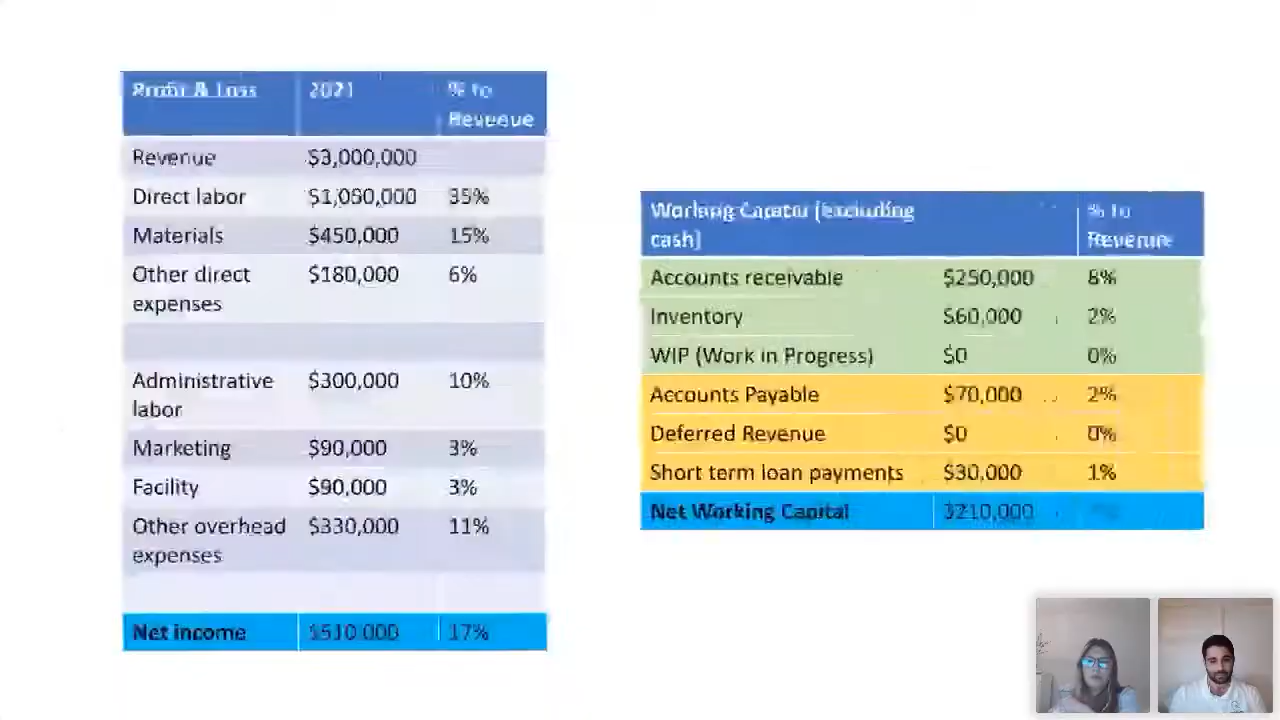 Profit & Loss 2021 % to
Revenue
Revenue $3,000,000
Direct labor $1,050,000 35%
Materials $450,000 15%
Other direct $180,000 6%
expenses
Administrative $300,000 10%
labor
Marketing $90,000 3%
Facility $90,000 3%
Other overhead $330,000 11%
expenses
Net income $510,000 17%
Working Capital (excluding % to
cash) Revenue
Accounts receivable $250,000 8%
Inventory $60,000 2%
WIP (Work in Progress) $0 0%
Accounts Payable $70,000 2%
Deferred Revenue $0 0%
Short term loan payments $30,000 1%
Net Working Capital $210,000